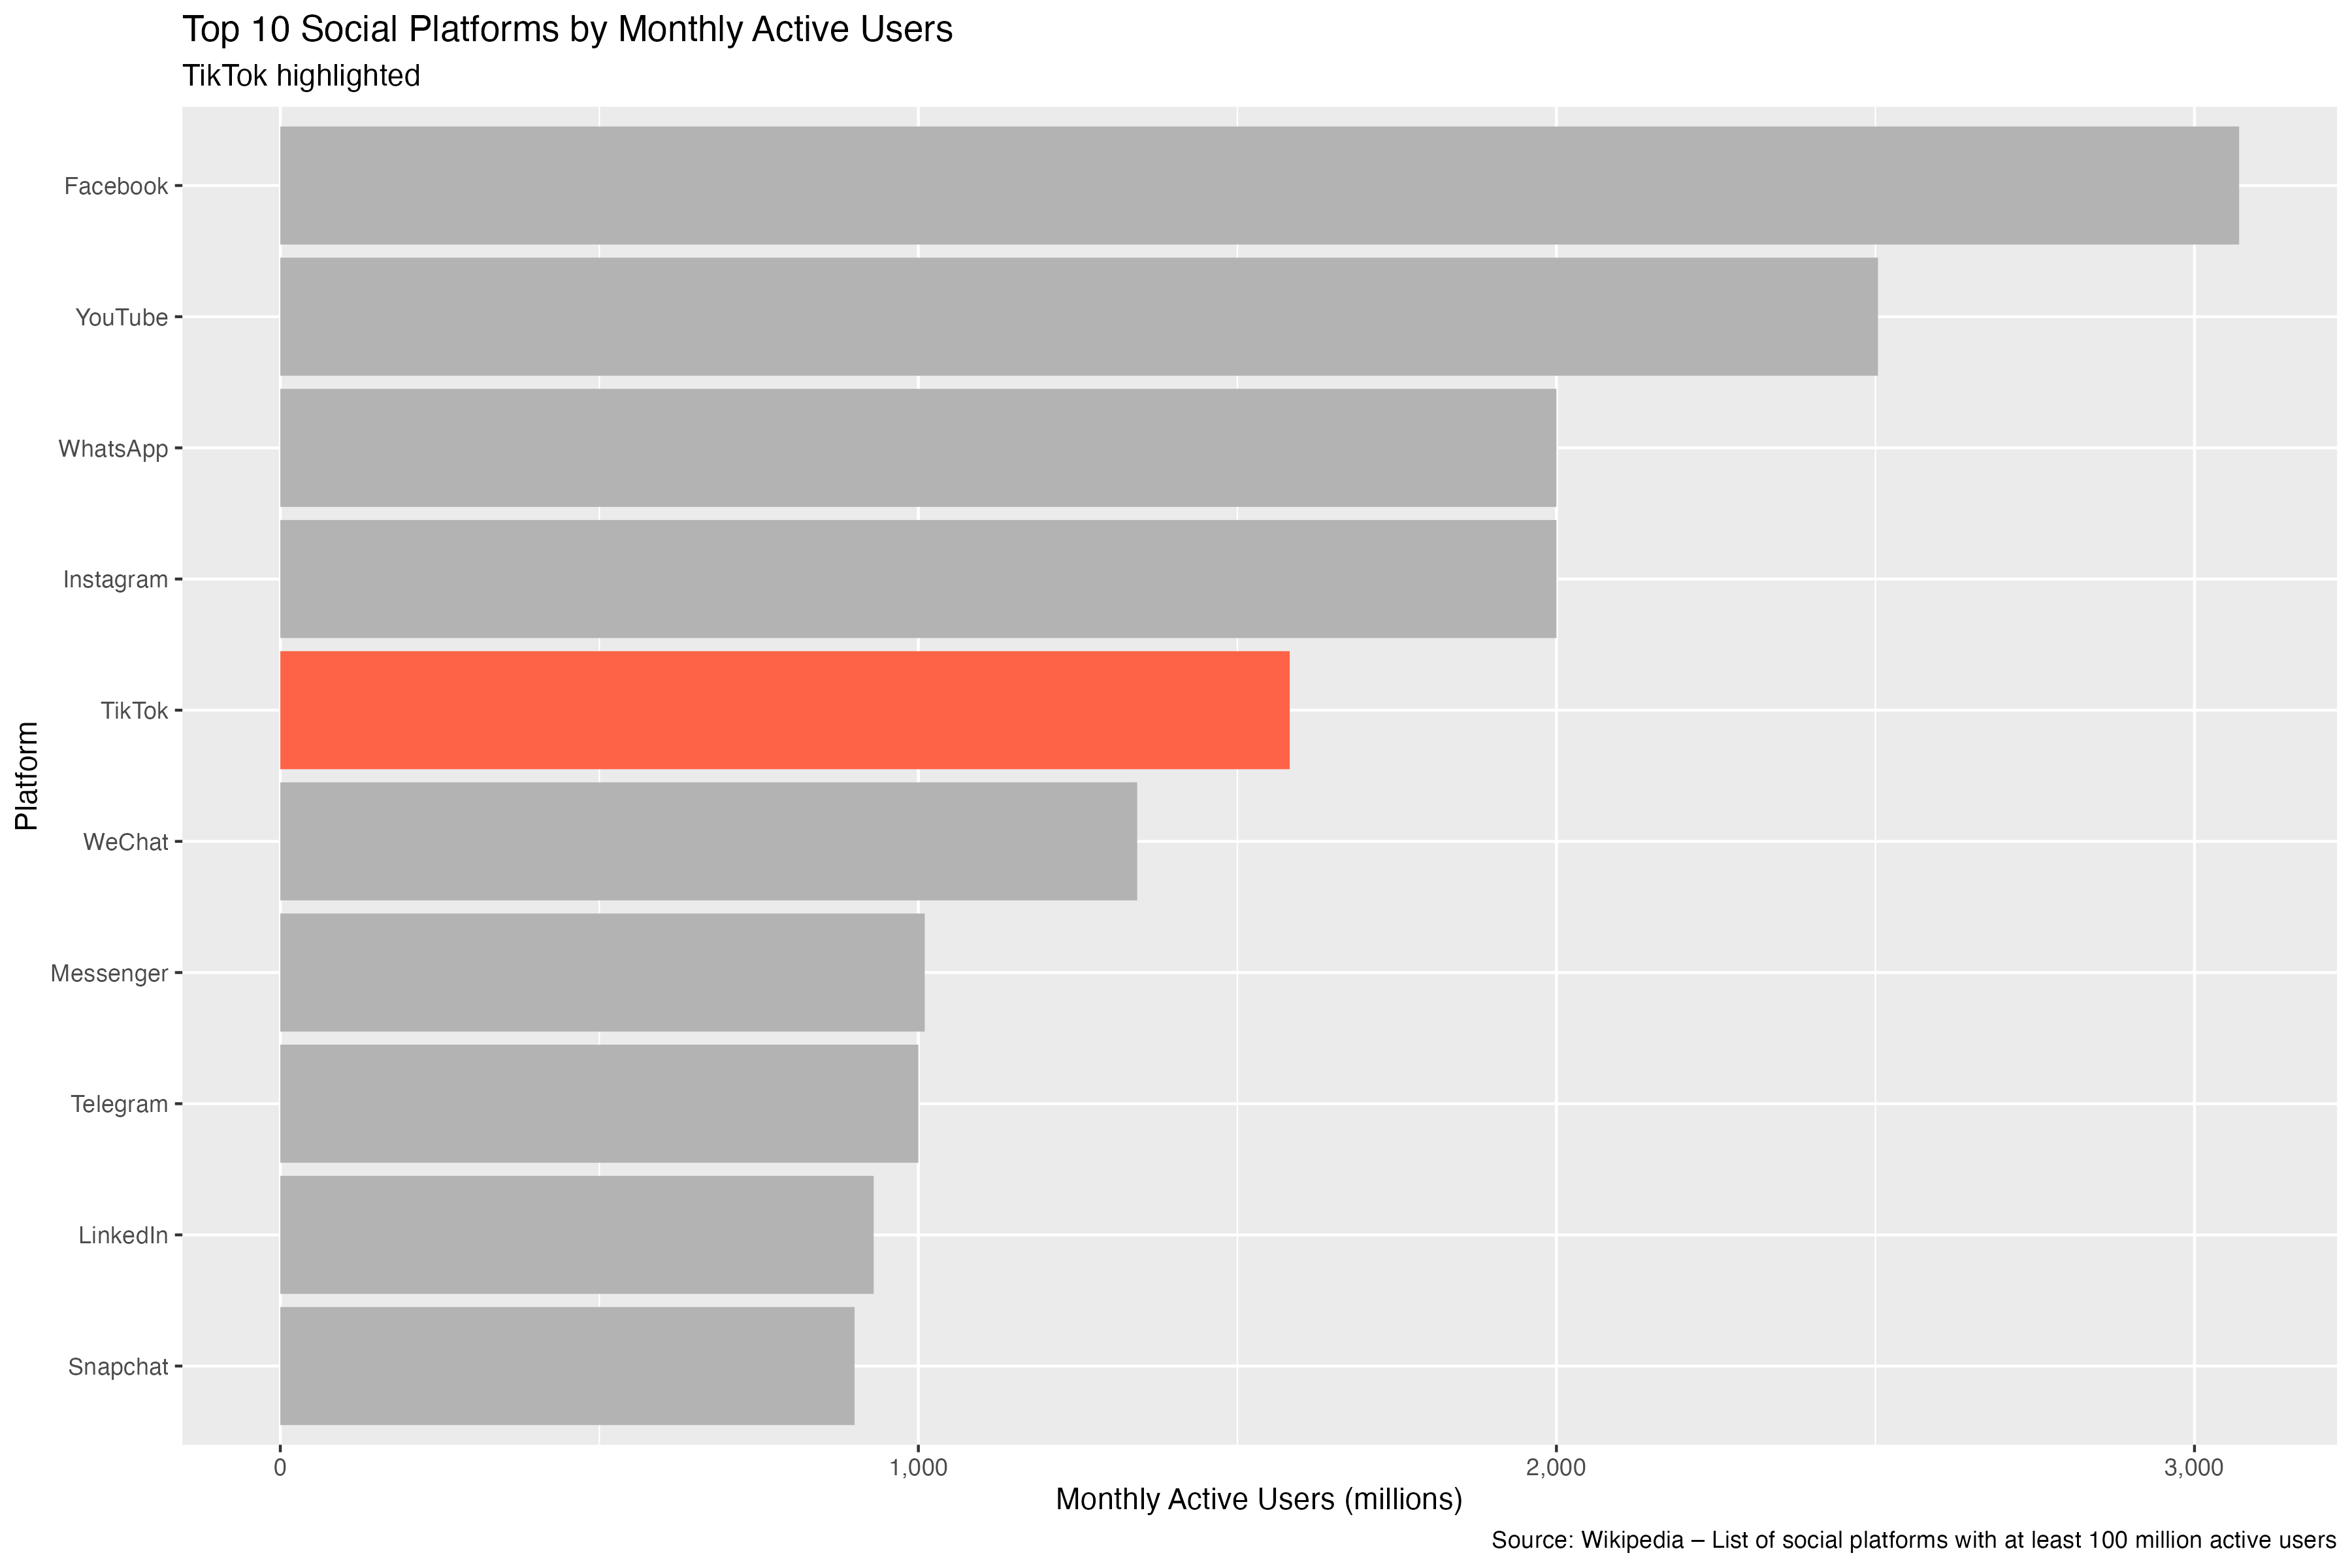 Top 10 Social Platforms by Monthly Active Users
TikTok highlighted
Platform
Facebook
YouTube
WhatsApp
Instagram
TikTok
WeChat
Messenger
Telegram
LinkedIn
Snapchat
0 1,000 2,000 3,000
Monthly Active Users (millions)
Source: Wikipedia – List of social platforms with at least 100 million active users